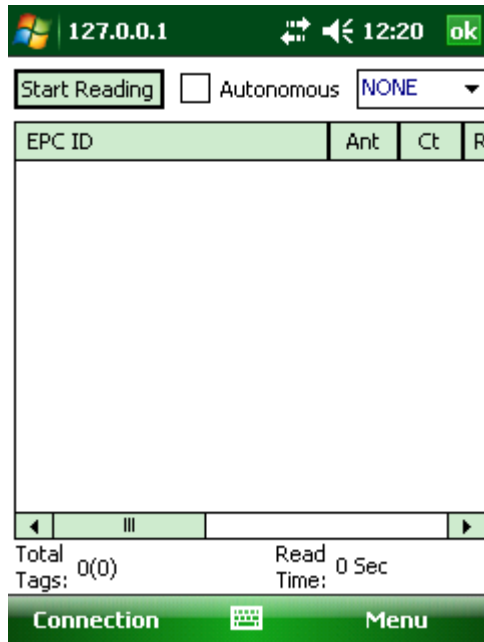 127.0.0.1 12:20 ok
Start Reading Autonomous NONE
EPC ID Ant Ct R
Total Tags: 0(0) Read Time: 0 Sec
Connection Menu